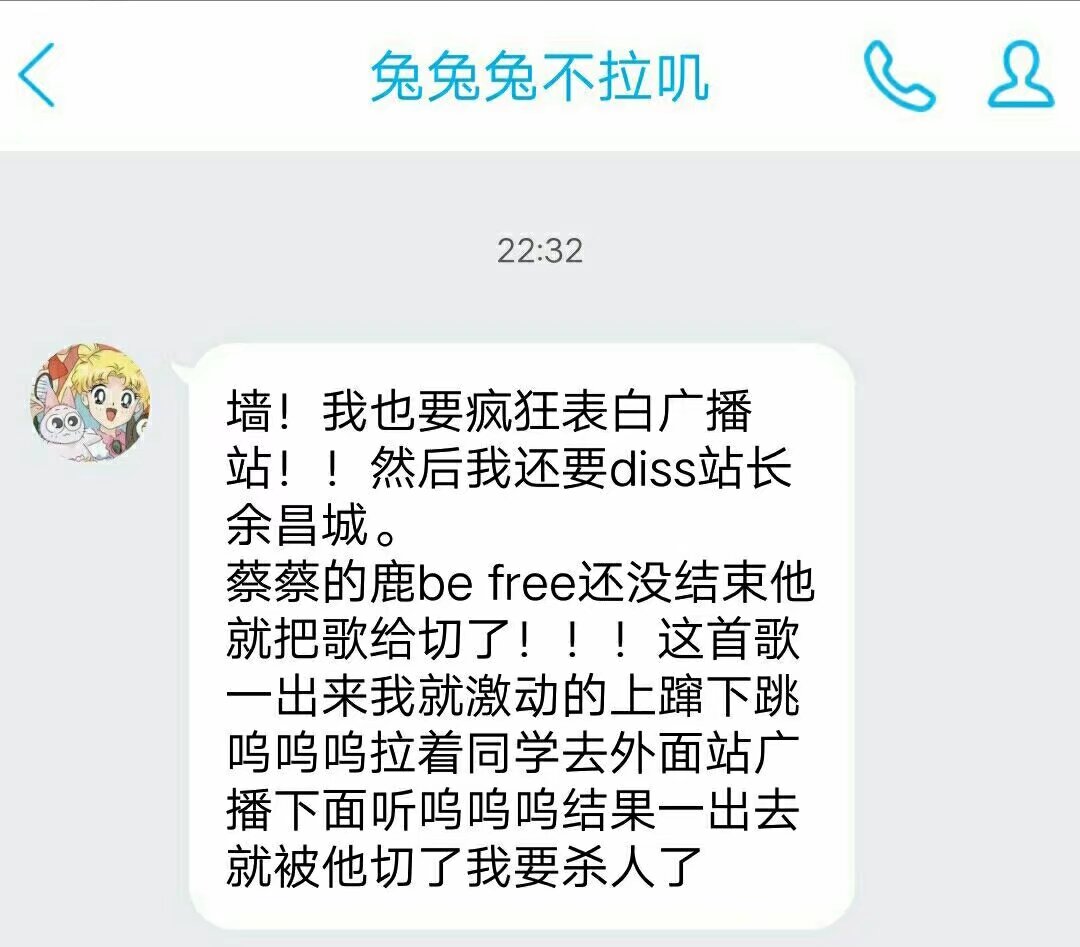 兔兔兔不拉叽
22:32
墙！我也要疯狂表白广播
站！！然后我还要diss站长
余昌城。
蔡蔡的鹿be free还没结束他
就把歌给切了！！！这首歌
一出来我就激动的上蹿下跳
呜呜呜拉着同学去外面站广
播下面听呜呜呜结果一出去
就被他切了我要杀人了